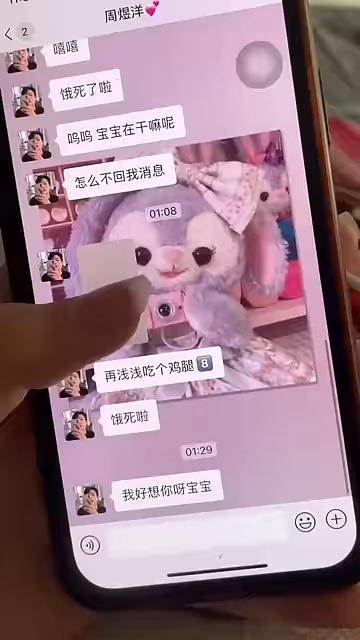 2
周煜洋💕
嘻嘻
饿死了啦
呜呜 宝宝在干嘛呢
怎么不回我消息
01:08
再浅浅吃个鸡腿8️⃣
饿死啦
01:29
我好想你呀宝宝